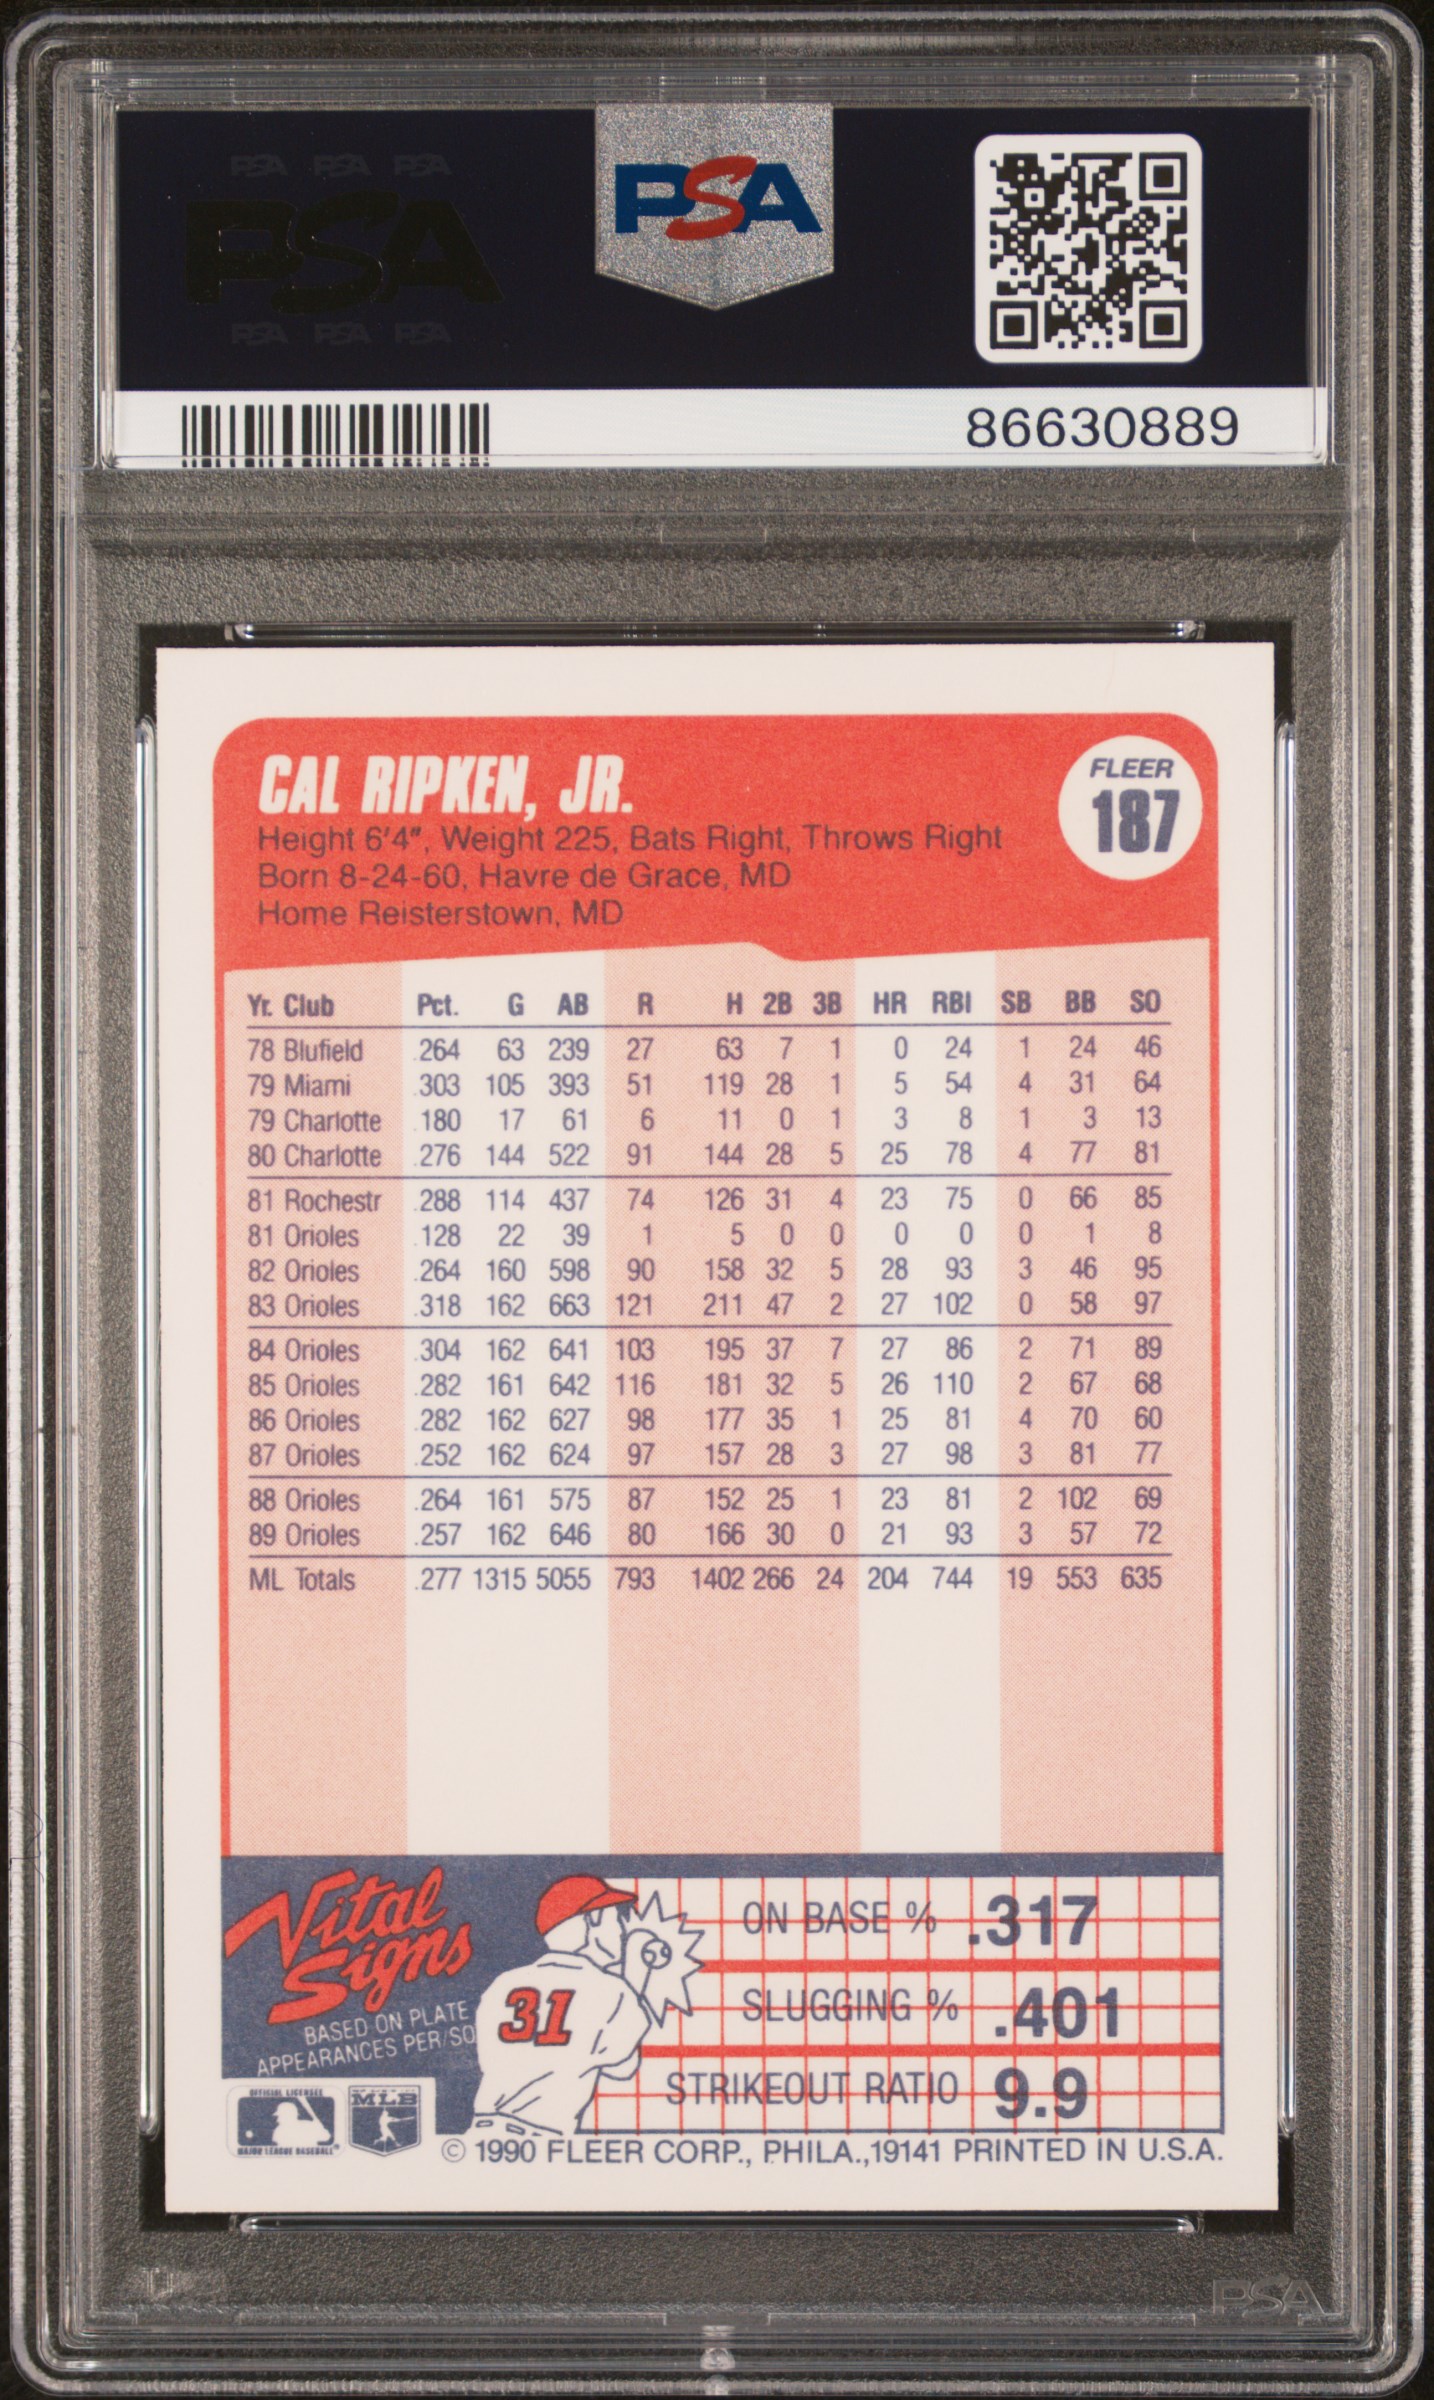 PSA PSA PSA
PSA
PSA PSA PSA
PSA
86630889
CAL RIPKEN, JR.
FLEER
187
Height 6'4", Weight 225, Bats Right, Throws Right
Born 8-24-60, Havre de Grace, MD
Home Reisterstown, MD
Yr. Club Pct. G AB R H 2B 3B HR RBI SB BB SO
78 Blufield .264 63 239 27 63 7 1 0 24 1 24 46
79 Miami .303 105 393 51 119 28 1 5 54 4 31 64
79 Charlotte .180 17 61 6 11 0 1 3 8 1 3 13
80 Charlotte .276 144 522 91 144 28 5 25 78 4 77 81
81 Rochestr .288 114 437 74 126 31 4 23 75 0 66 85
81 Orioles .128 22 39 1 5 0 0 0 0 0 1 8
82 Orioles .264 160 598 90 158 32 5 28 93 3 46 95
83 Orioles .318 162 663 121 211 47 2 27 102 0 58 97
84 Orioles .304 162 641 103 195 37 7 27 86 2 71 89
85 Orioles .282 161 642 116 181 32 5 26 110 2 67 68
86 Orioles .282 162 627 98 177 35 1 25 81 4 70 60
87 Orioles .252 162 624 97 157 28 3 27 98 3 81 77
88 Orioles .264 161 575 87 152 25 1 23 81 2 102 69
89 Orioles .257 162 646 80 166 30 0 21 93 3 57 72
ML Totals .277 1315 5055 793 1402 266 24 204 744 19 553 635
Vital
Signs
BASED ON PLATE
APPEARANCES PER/SO
31
ON BASE % .317
SLUGGING % .401
STRIKEOUT RATIO 9.9
OFFICIAL LICENSEE
MAJOR LEAGUE BASEBALL
MLB
© 1990 FLEER CORP., PHILA.,19141 PRINTED IN U.S.A.
PSA